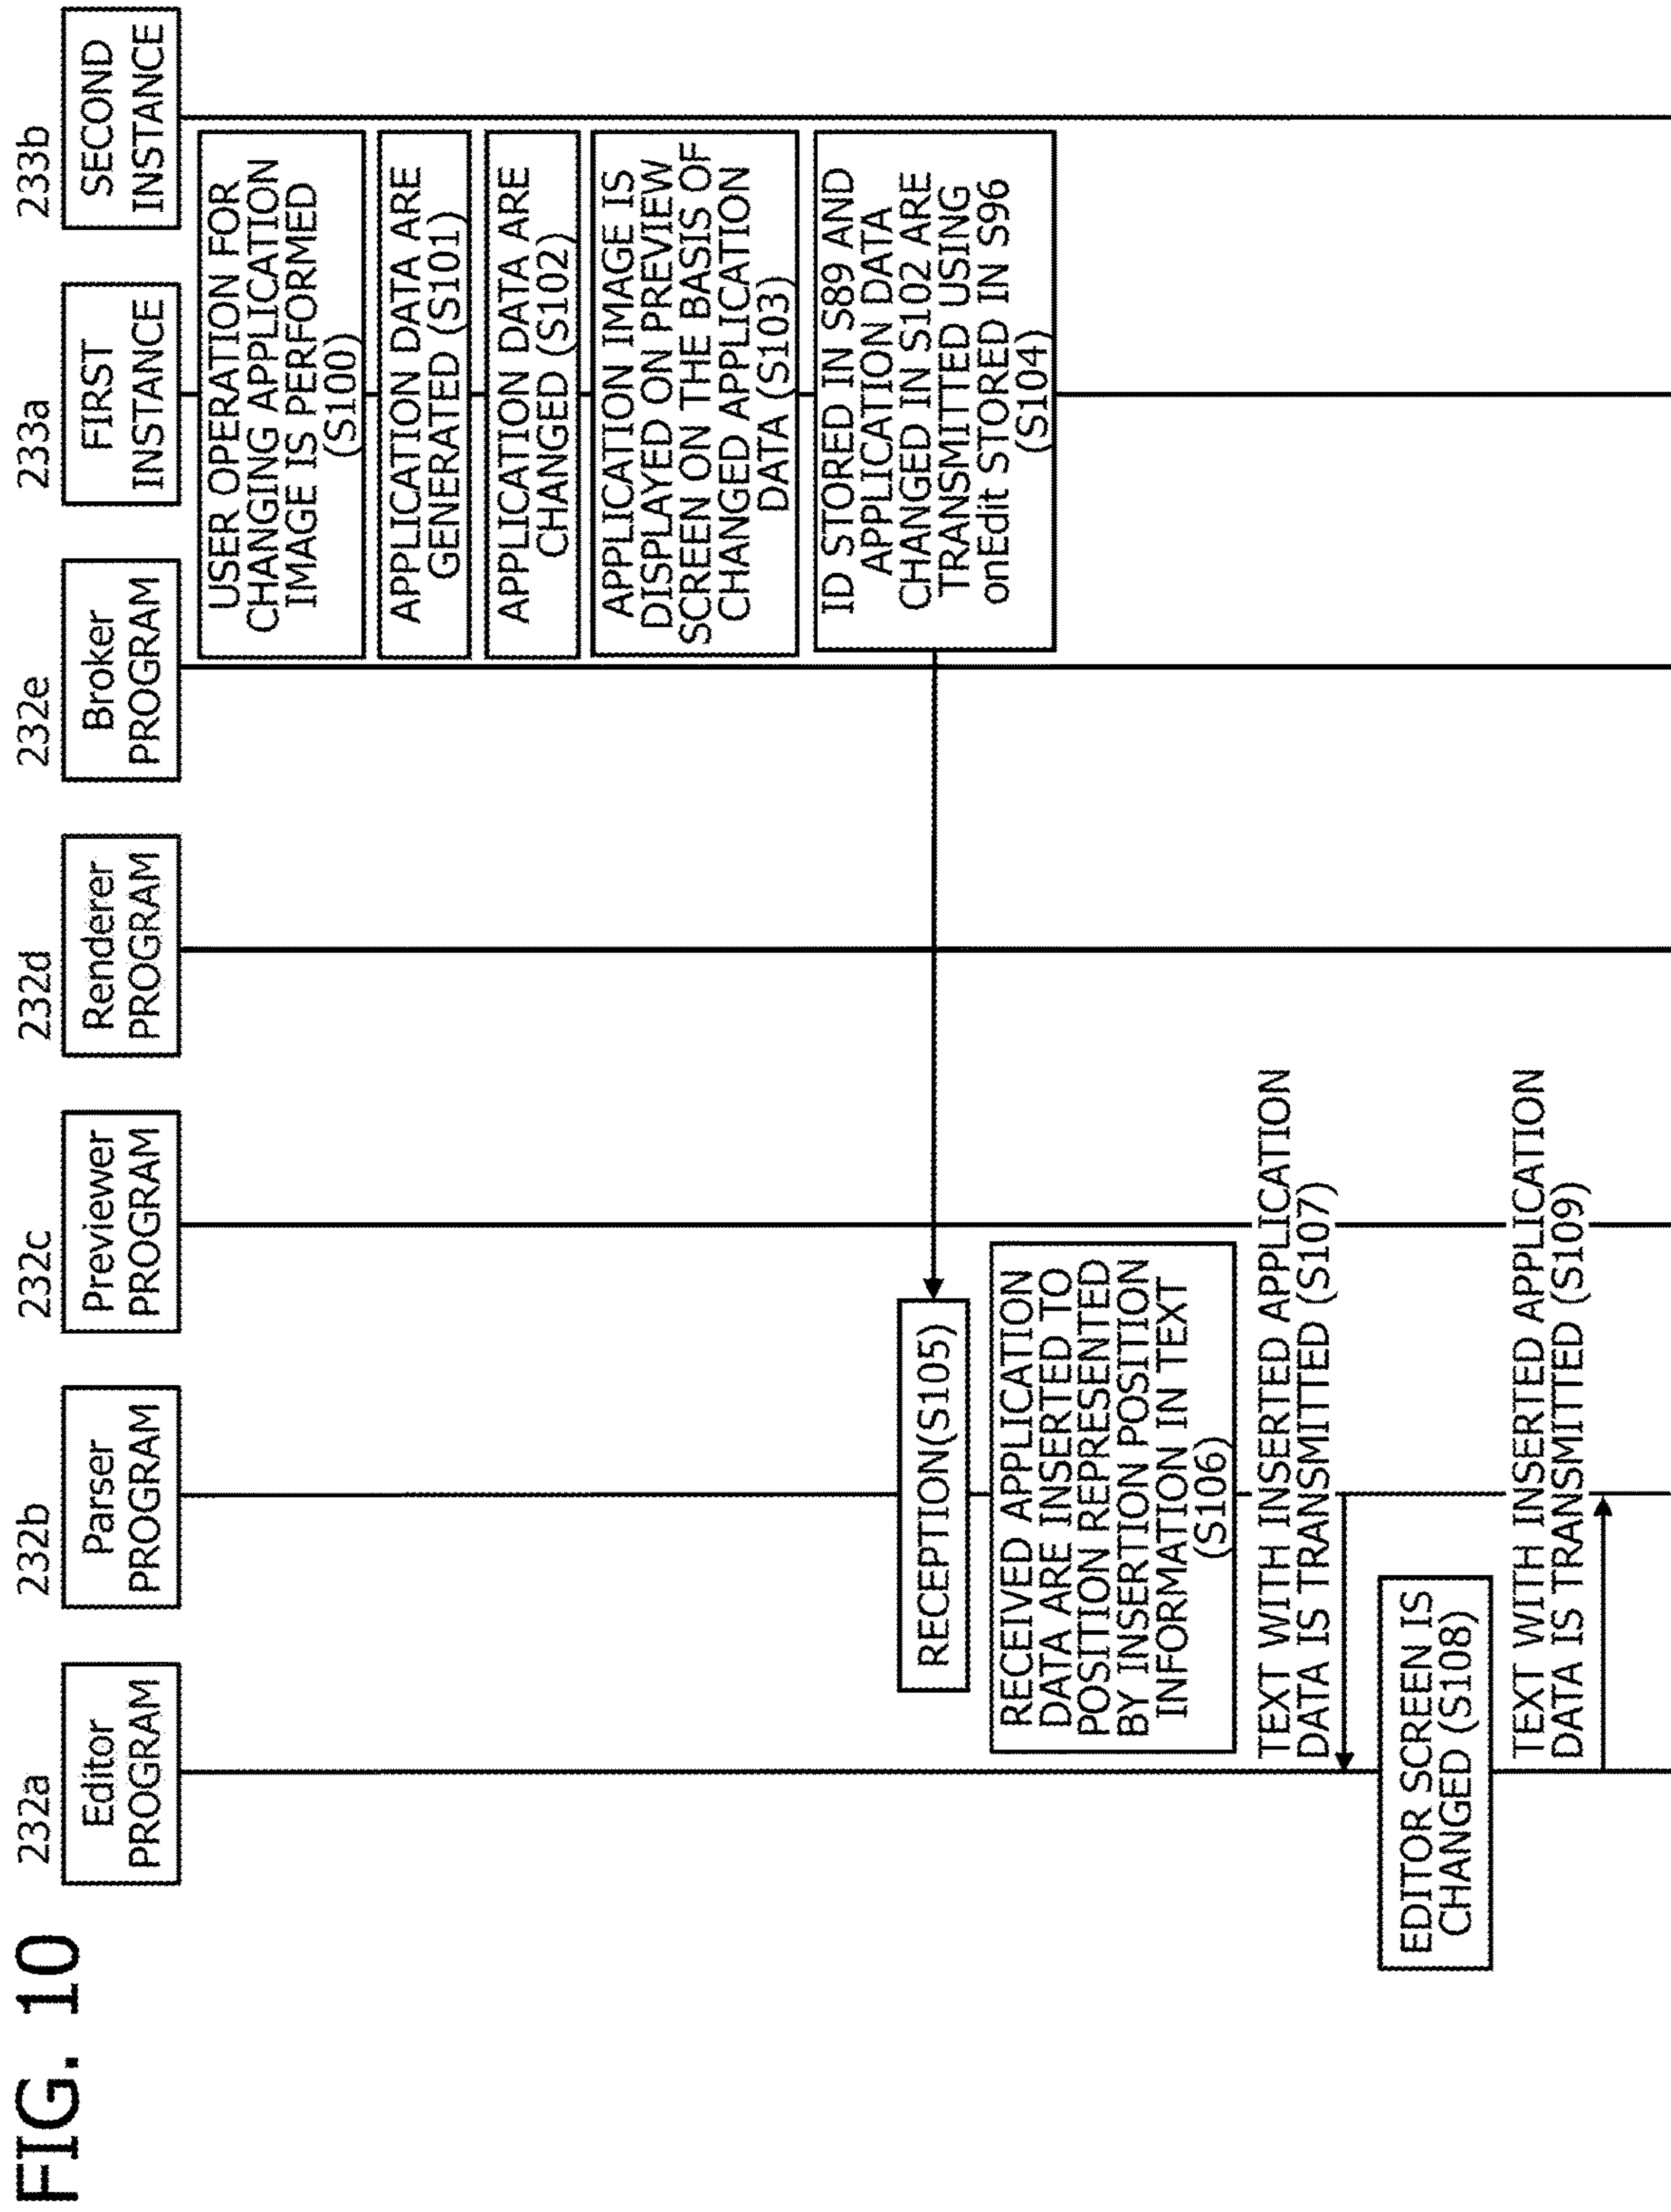 FIG. 10
232a
Editor
PROGRAM
232b
Parser
PROGRAM
232c
Previewer
PROGRAM
232d
Renderer
PROGRAM
232e
Broker
PROGRAM
233a
FIRST
INSTANCE
233b
SECOND
INSTANCE
USER OPERATION FOR
CHANGING APPLICATION
IMAGE IS PERFORMED
(S100)
APPLICATION DATA ARE
GENERATED (S101)
APPLICATION DATA ARE
CHANGED (S102)
APPLICATION IMAGE IS
DISPLAYED ON PREVIEW
SCREEN ON THE BASIS OF
CHANGED APPLICATION
DATA (S103)
ID STORED IN S89 AND
APPLICATION DATA
CHANGED IN S102 ARE
TRANSMITTED USING
onEdit STORED IN S96
(S104)
RECEPTION(S105)
RECEIVED APPLICATION
DATA ARE INSERTED TO
POSITION REPRESENTED
BY INSERTION POSITION
INFORMATION IN TEXT
(S106)
TEXT WITH INSERTED APPLICATION
DATA IS TRANSMITTED (S107)
EDITOR SCREEN IS
CHANGED (S108)
TEXT WITH INSERTED APPLICATION
DATA IS TRANSMITTED (S109)